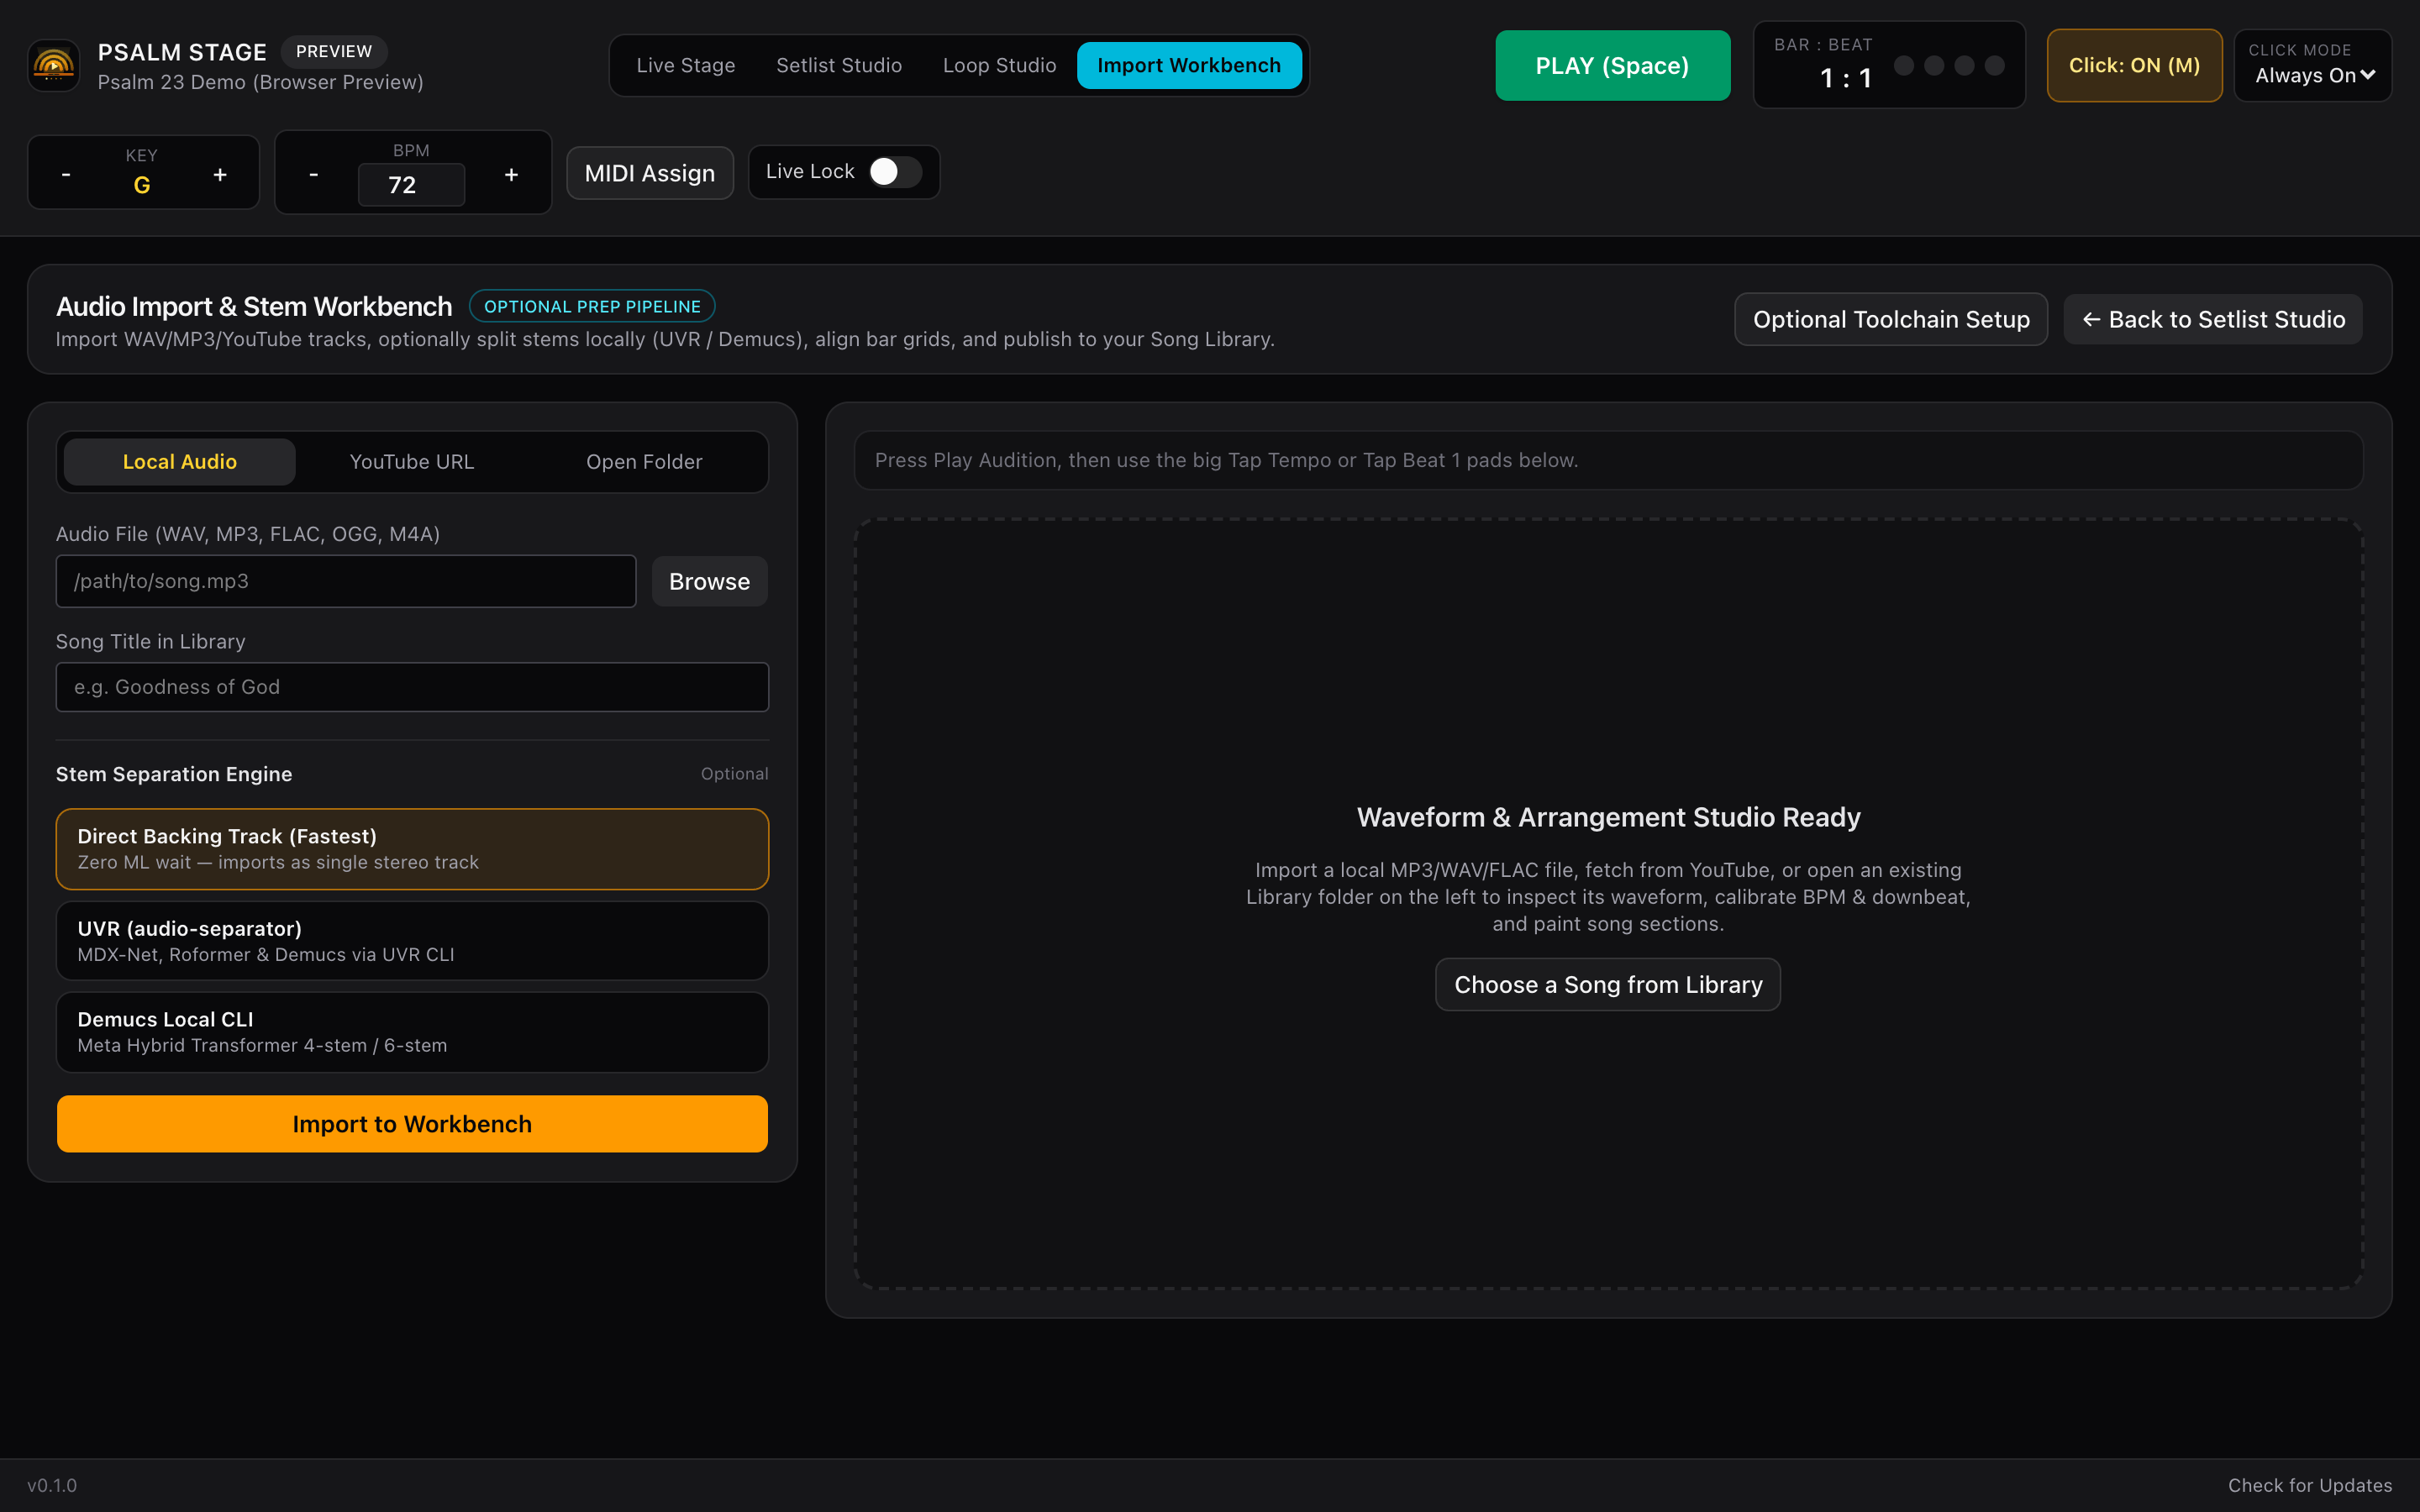 PSALM STAGE PREVIEW
Psalm 23 Demo (Browser Preview)
Live Stage Setlist Studio Loop Studio Import Workbench
PLAY (Space)
BAR : BEAT
1 : 1
Click: ON (M)
CLICK MODE
Always On
- KEY +
G
- BPM +
72
MIDI Assign
Live Lock
Audio Import & Stem Workbench OPTIONAL PREP PIPELINE
Import WAV/MP3/YouTube tracks, optionally split stems locally (UVR / Demucs), align bar grids, and publish to your Song Library.
Optional Toolchain Setup
← Back to Setlist Studio
Local Audio YouTube URL Open Folder
Audio File (WAV, MP3, FLAC, OGG, M4A)
/path/to/song.mp3 Browse
Song Title in Library
e.g. Goodness of God
Stem Separation Engine Optional
Direct Backing Track (Fastest)
Zero ML wait — imports as single stereo track
UVR (audio-separator)
MDX-Net, Roformer & Demucs via UVR CLI
Demucs Local CLI
Meta Hybrid Transformer 4-stem / 6-stem
Import to Workbench
Press Play Audition, then use the big Tap Tempo or Tap Beat 1 pads below.
Waveform & Arrangement Studio Ready
Import a local MP3/WAV/FLAC file, fetch from YouTube, or open an existing
Library folder on the left to inspect its waveform, calibrate BPM & downbeat,
and paint song sections.
Choose a Song from Library
v0.1.0
Check for Updates